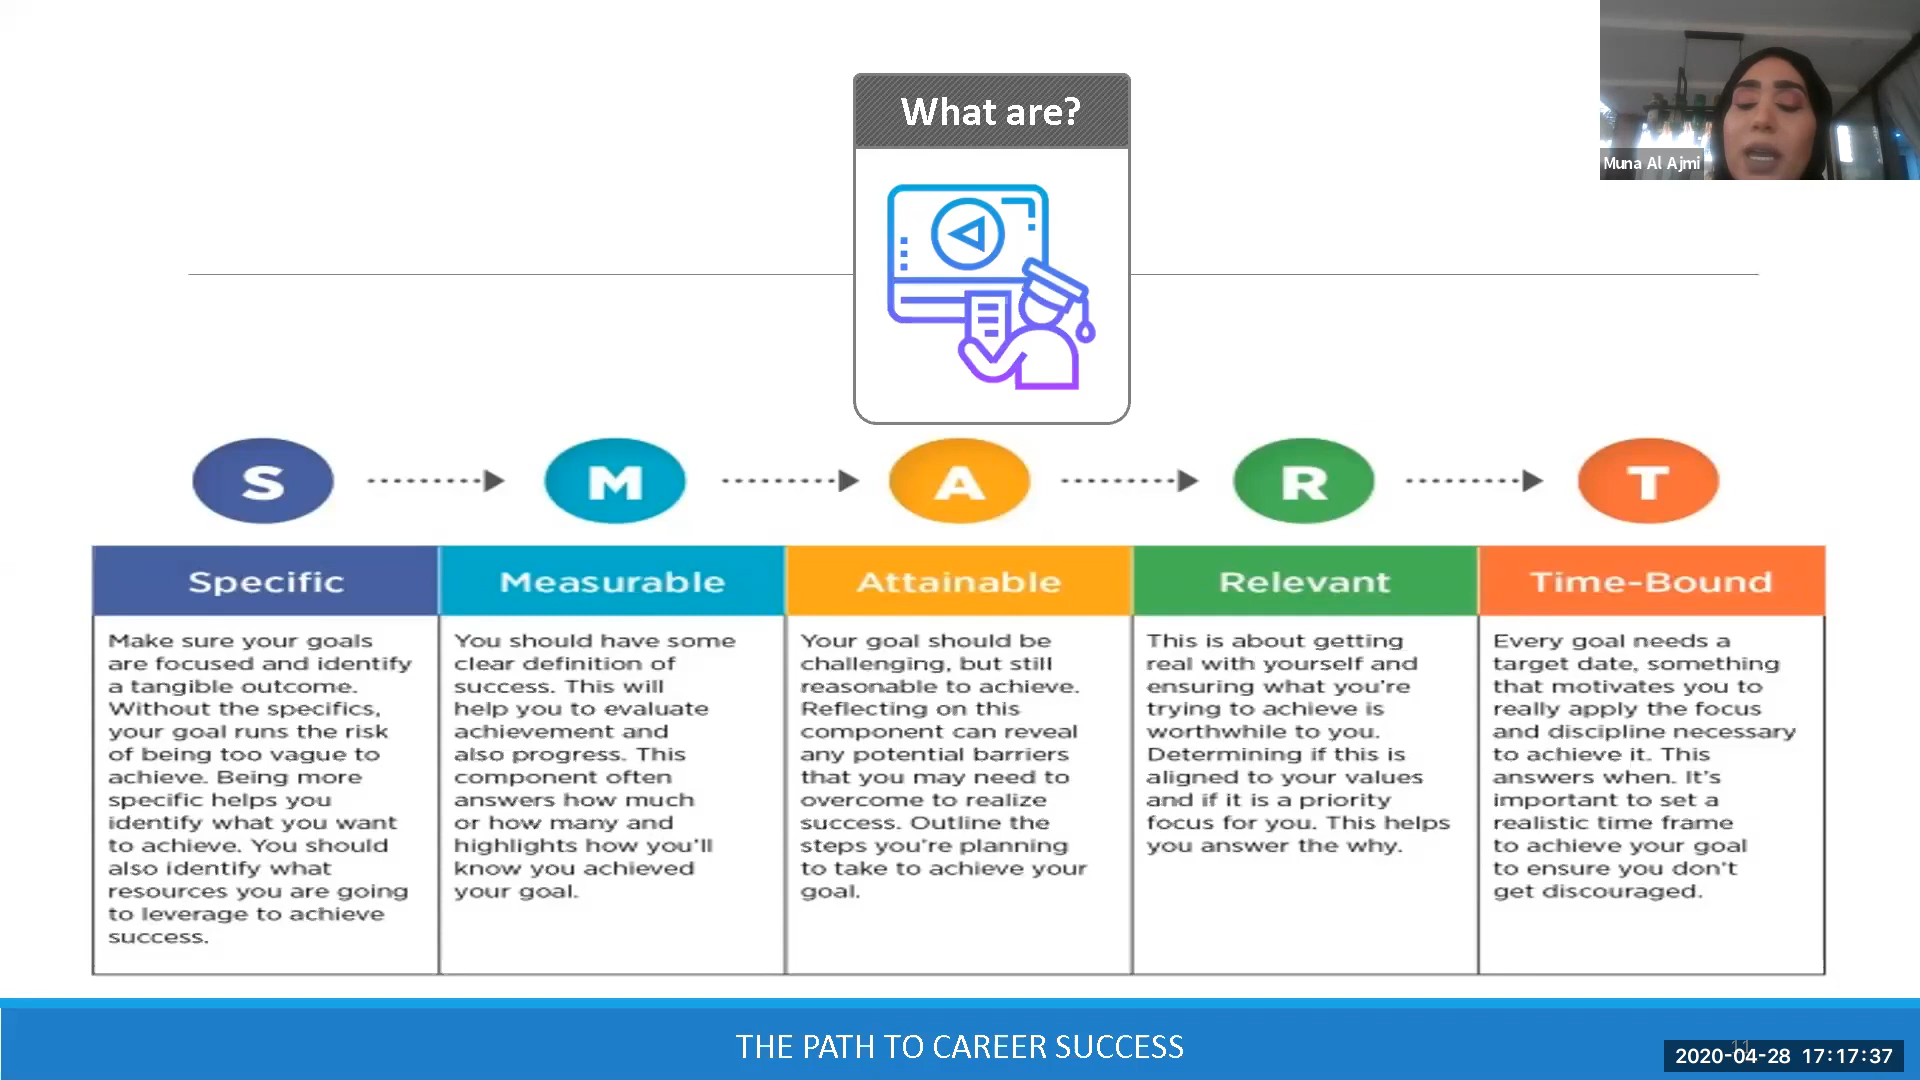 What are?
Muna Al Ajmi
S
M
A
R
T
Specific
Make sure your goals
are focused and identify
a tangible outcome.
Without the specifics,
your goal runs the risk
of being too vague to
achieve. Being more
specific helps you
identify what you want
to achieve. You should
also identify what
resources you are going
to leverage to achieve
success.
Measurable
You should have some
clear definition of
success. This will
help you to evaluate
achievement and
also progress. This
component often
answers how much
or how many and
highlights how you'll
know you achieved
your goal.
Attainable
Your goal should be
challenging, but still
reasonable to achieve.
Reflecting on this
component can reveal
any potential barriers
that you may need to
overcome to realize
success. Outline the
steps you're planning
to take to achieve your
goal.
Relevant
This is about getting
real with yourself and
ensuring what you're
trying to achieve is
worthwhile to you.
Determining if this is
aligned to your values
and if it is a priority
focus for you. This helps
you answer the why.
Time-Bound
Every goal needs a
target date, something
that motivates you to
really apply the focus
and discipline necessary
to achieve it. This
answers when. It's
important to set a
realistic time frame
to achieve your goal
to ensure you don't
get discouraged.
THE PATH TO CAREER SUCCESS
11
2020-04-28 17:17:37